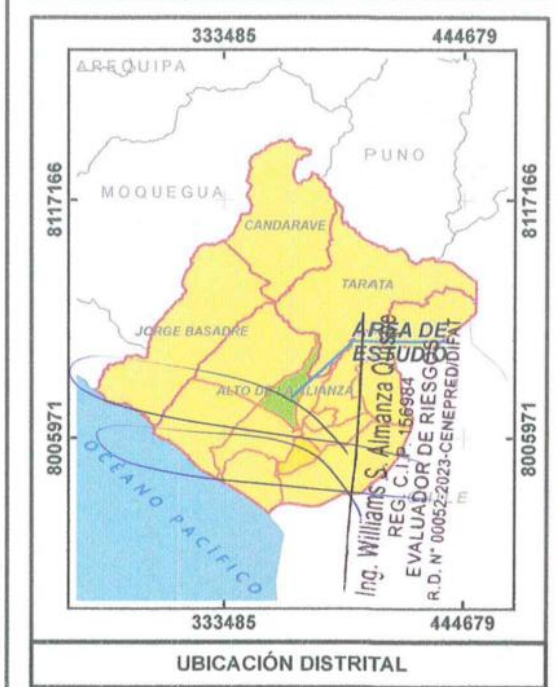 333485 444679
AREQUIPA
PUNO
8117166 8117166
MOQUEGUA
CANDARAVE
TARATA
JORGE BASADRE
ÁREA DE
ESTUDIO
ALTO DE LA ALIANZA
8005971 8005971
OCÉANO PACÍFICO
Ing. Williams S. Almanza
REG. C.I.P. 156984
EVALUADOR DE RIESGOS
R.D. N° 00052-2023-CENEPRED/DIFAT
333485 444679
UBICACIÓN DISTRITAL